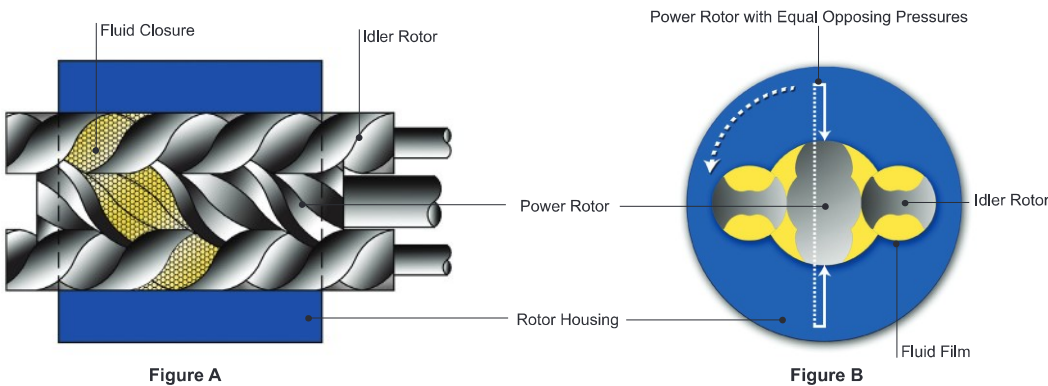 Power Rotor with Equal Opposing Pressures
Fluid Closure
Idler Rotor
Power Rotor
Idler Rotor
Rotor Housing
Fluid Film
Figure A
Figure B